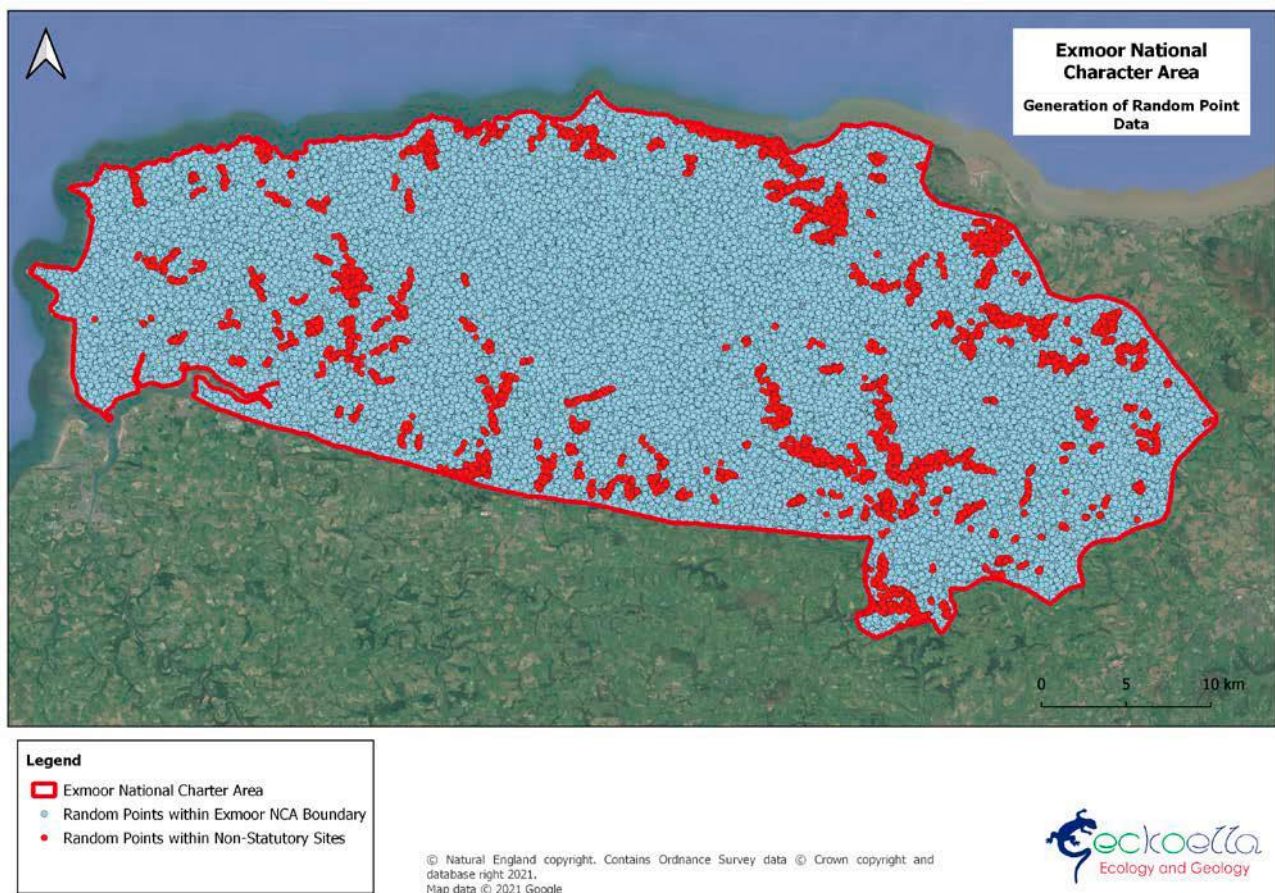 Exmoor National
Character Area
Generation of Random Point
Data
0 5 10 km
Legend
Exmoor National Charter Area
Random Points within Exmoor NCA Boundary
Random Points within Non-Statutory Sites
© Natural England copyright. Contains Ordnance Survey data © Crown copyright and
database right 2021.
Map data © 2021 Google
Geckoella
Ecology and Geology